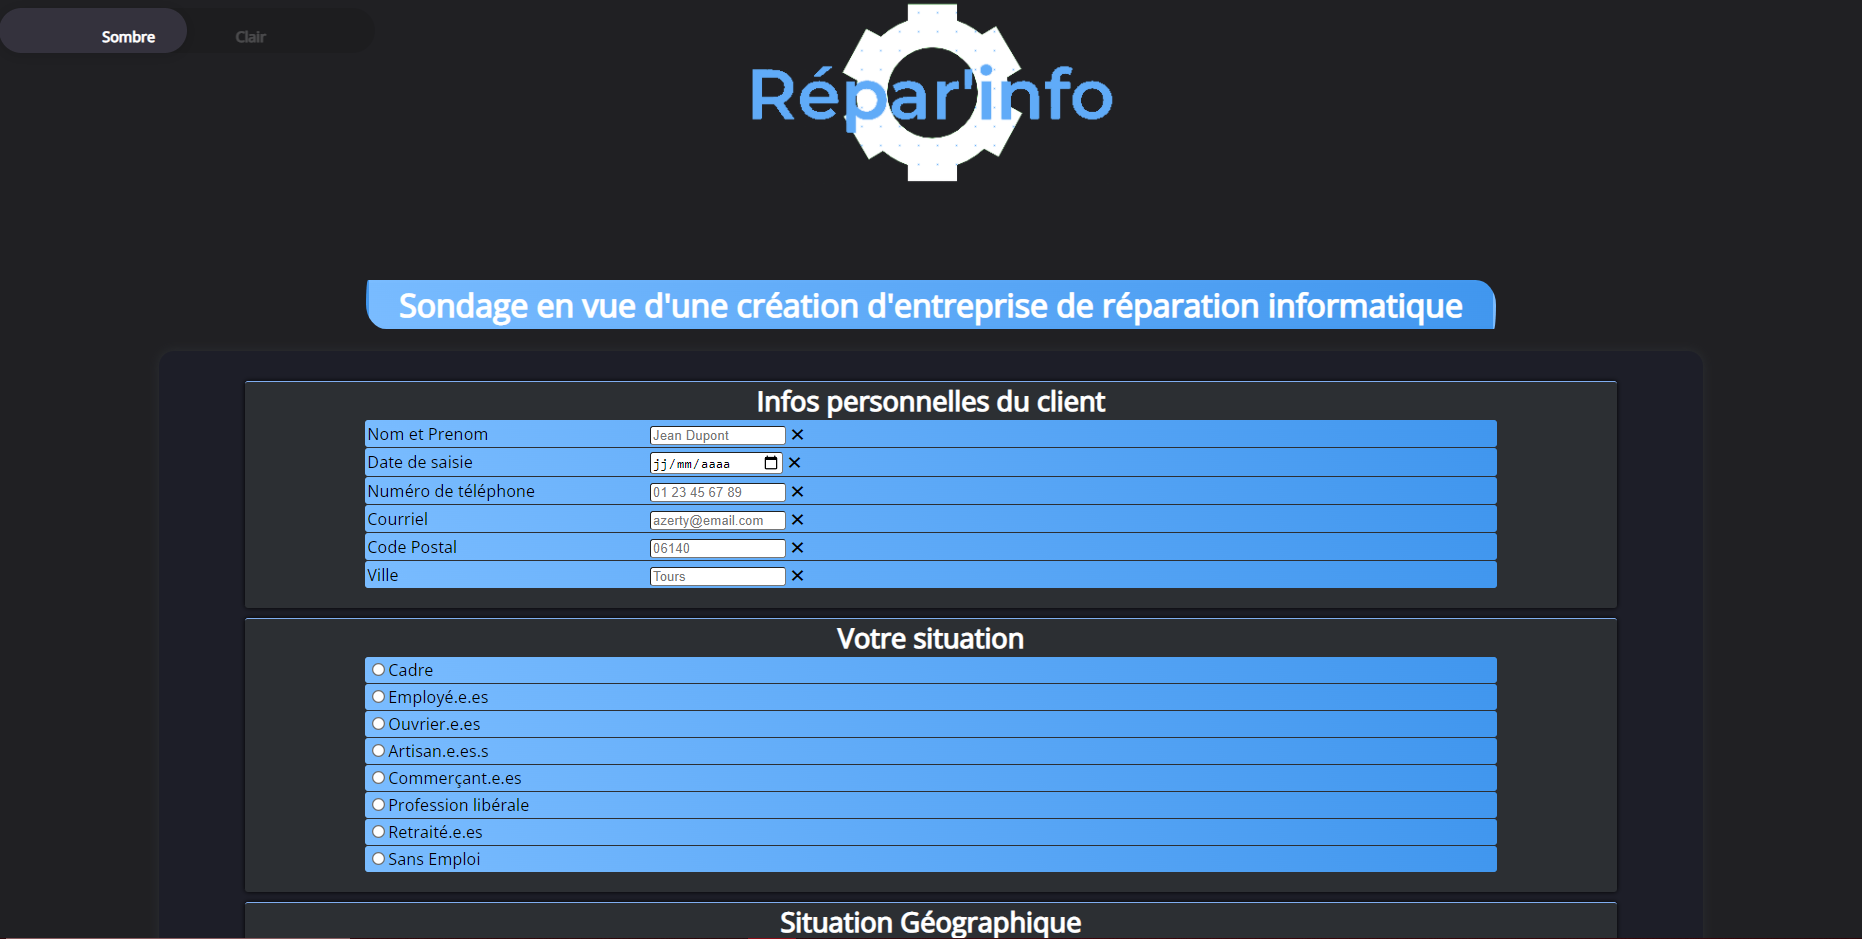 Sombre Clair
Répar'info
Sondage en vue d'une création d'entreprise de réparation informatique
Infos personnelles du client
Nom et Prenom Jean Dupont ✕
Date de saisie jj/mm/aaaa ✕
Numéro de téléphone 01 23 45 67 89 ✕
Courriel azerty@email.com ✕
Code Postal 06140 ✕
Ville Tours ✕
Votre situation
Cadre
Employé.e.es
Ouvrier.e.es
Artisan.e.es.s
Commerçant.e.es
Profession libérale
Retraité.e.es
Sans Emploi
Situation Géographique